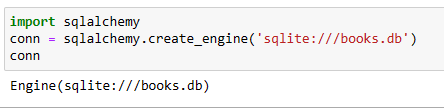 import sqlalchemy
conn = sqlalchemy.create_engine('sqlite:///books.db')
conn
Engine(sqlite:///books.db)